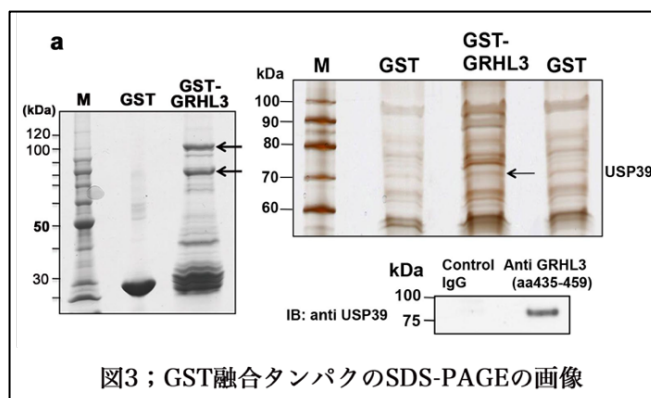 a
(kDa)
M
GST
GST-
GRHL3
120
100
50
30
kDa
M
GST
GST-
GRHL3
GST
100
90
80
70
60
USP39
kDa
Control
IgG
Anti GRHL3
(aa435-459)
100
75
IB: anti USP39
図3；GST融合タンパクのSDS-PAGEの画像